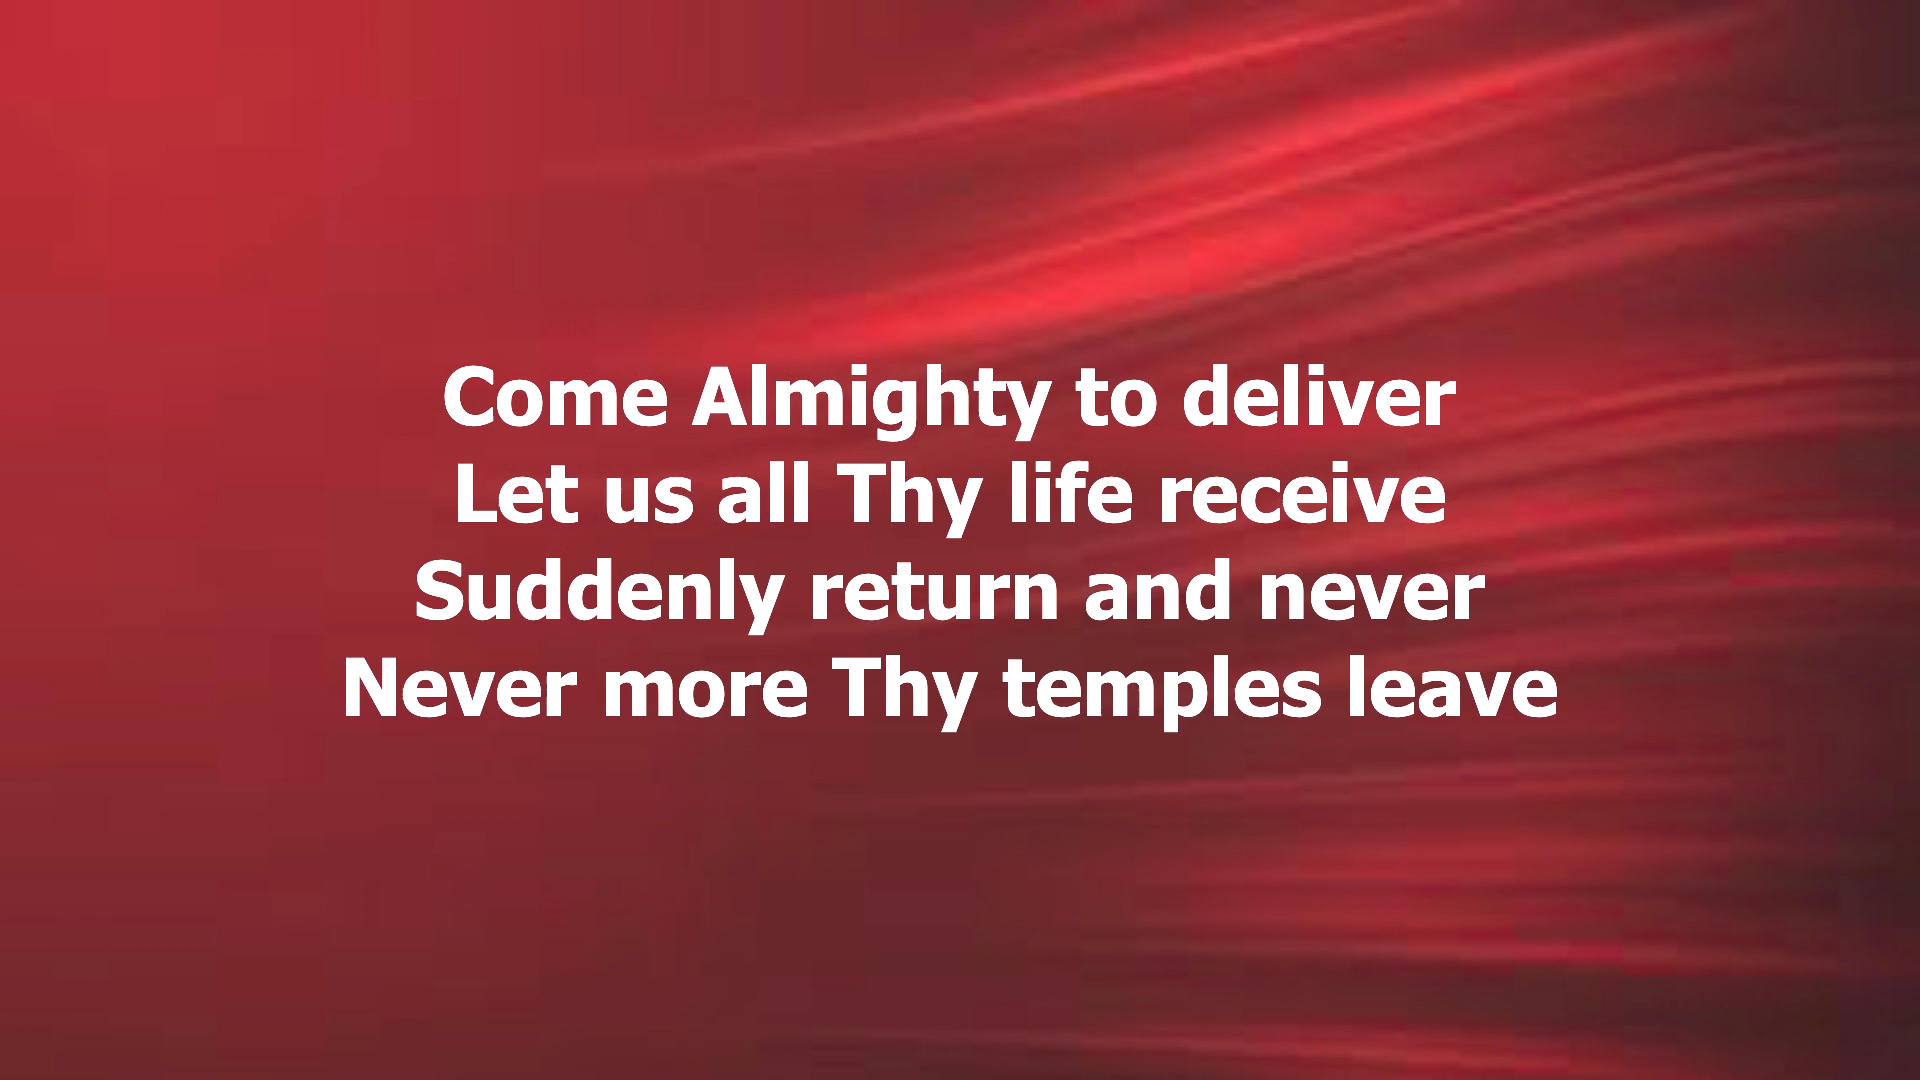 Come Almighty to deliver
Let us all Thy life receive
Suddenly return and never
Never more Thy temples leave